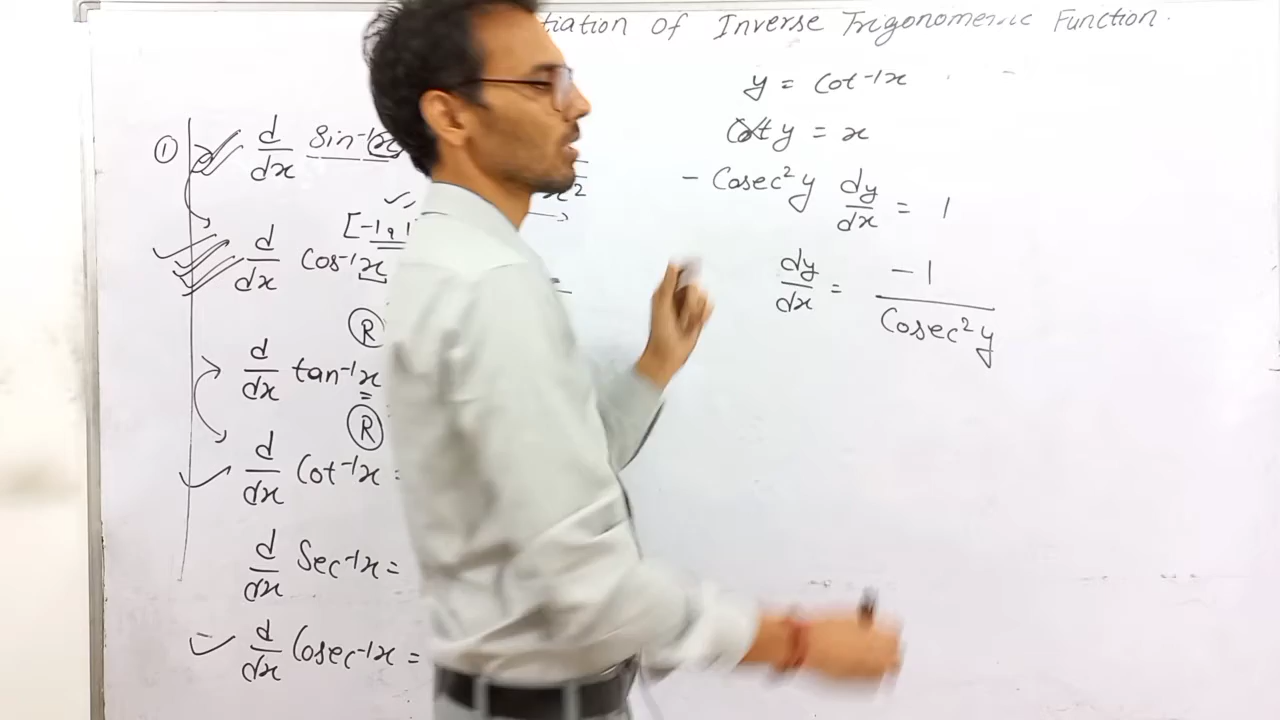 tiation of Inverse Trigonometric Function.
① d/dx Sin⁻¹x
x²
[-1, 1
d/dx Cos⁻¹x
R
d/dx tan⁻¹x
R
d/dx Cot⁻¹x =
d/dx Sec⁻¹x =
d/dx Cosec⁻¹x =
y = Cot⁻¹x
Cot y = x
- Cosec²y dy/dx = 1
dy/dx = -1/Cosec²y